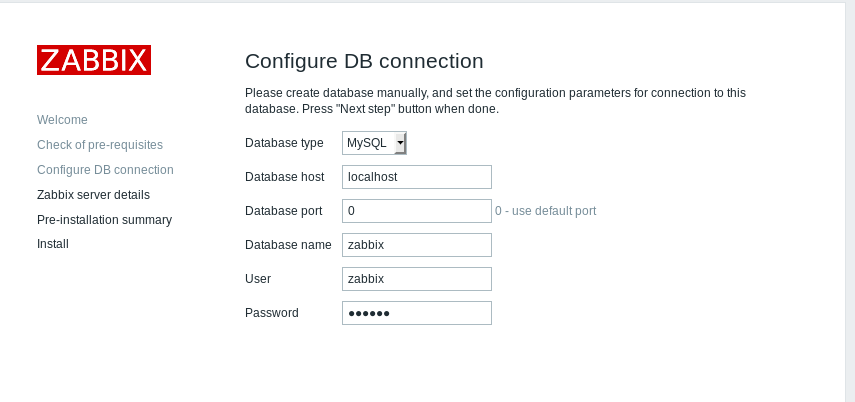 ZABBIX
Welcome
Check of pre-requisites
Configure DB connection
Zabbix server details
Pre-installation summary
Install
Configure DB connection
Please create database manually, and set the configuration parameters for connection to this
database. Press "Next step" button when done.
Database type MySQL
Database host localhost
Database port 0 0 - use default port
Database name zabbix
User zabbix
Password ●●●●●●